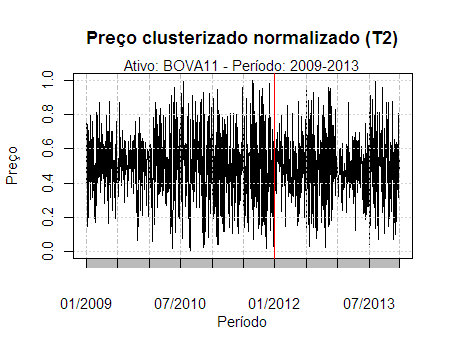 Preço clusterizado normalizado (T2)
Ativo: BOVA11 - Período: 2009-2013
Preço
1.0
0.8
0.6
0.4
0.2
0.0
01/2009
07/2010
01/2012
07/2013
Período